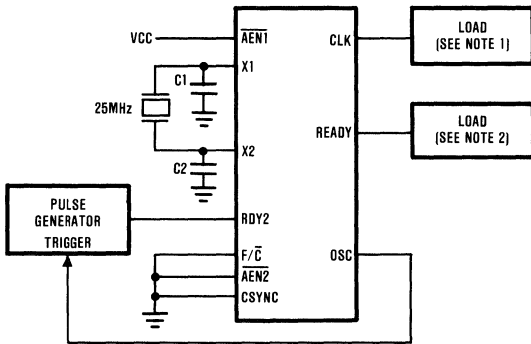 VCC
AEN1
CLK
LOAD
(SEE NOTE 1)
X1
C1
25MHz
READY
LOAD
(SEE NOTE 2)
X2
C2
PULSE
GENERATOR
TRIGGER
RDY2
F/C̅
OSC
AEN2
CSYNC